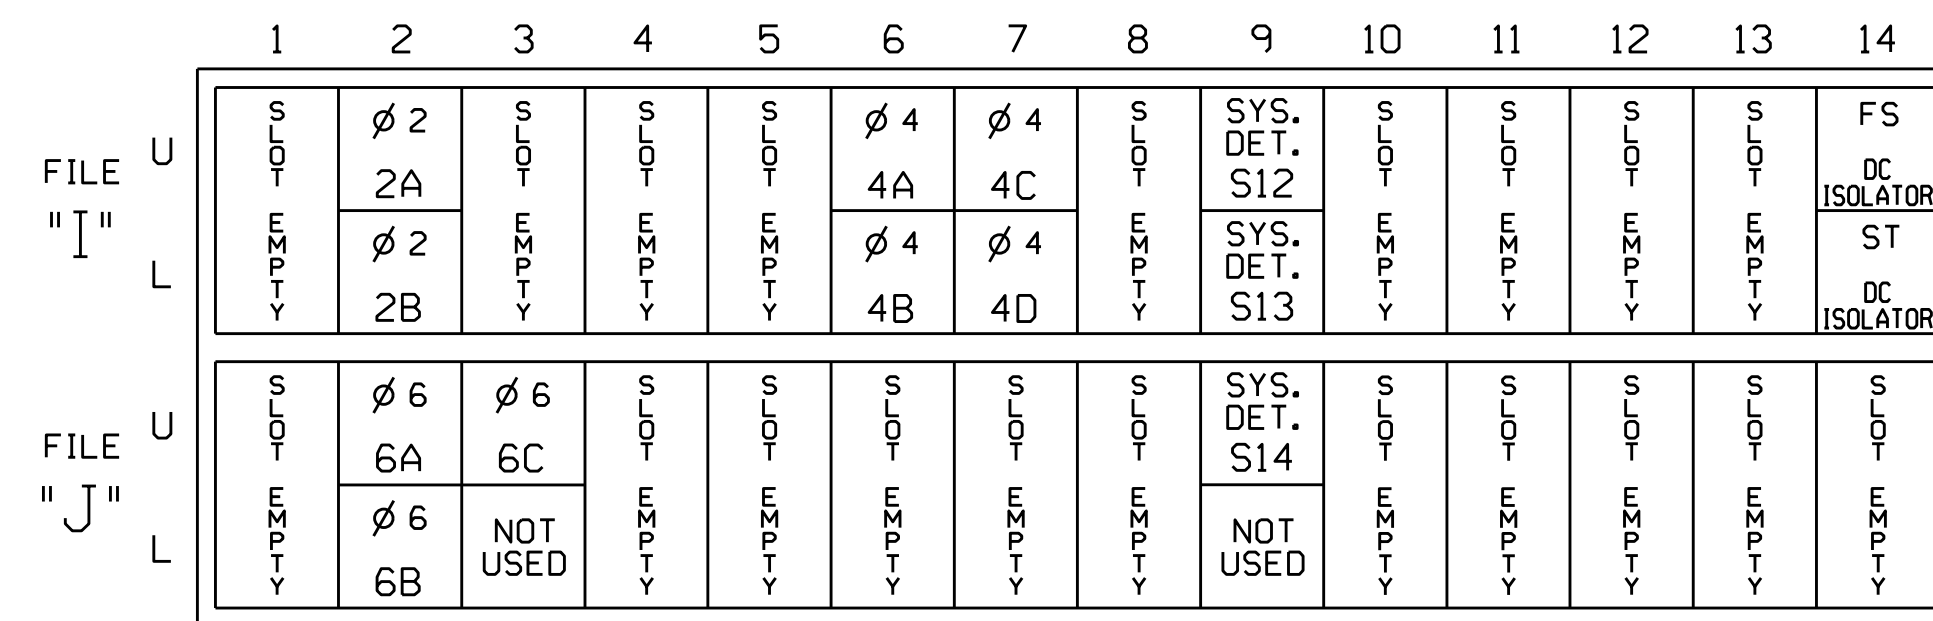 1 2 3 4 5 6 7 8 9 10 11 12 13 14
FILE
"I"
U
L
SLOT EMPTY
Ø 2
2A
Ø 2
2B
SLOT EMPTY
SLOT EMPTY
SLOT EMPTY
Ø 4
4A
Ø 4
4B
Ø 4
4C
Ø 4
4D
SLOT EMPTY
SYS.
DET.
S12
SYS.
DET.
S13
SLOT EMPTY
SLOT EMPTY
SLOT EMPTY
SLOT EMPTY
FS
DC
ISOLATOR
ST
DC
ISOLATOR
FILE
"J"
U
L
SLOT EMPTY
Ø 6
6A
Ø 6
6B
Ø 6
6C
NOT
USED
SLOT EMPTY
SLOT EMPTY
SLOT EMPTY
SLOT EMPTY
SLOT EMPTY
SYS.
DET.
S14
NOT
USED
SLOT EMPTY
SLOT EMPTY
SLOT EMPTY
SLOT EMPTY
SLOT EMPTY